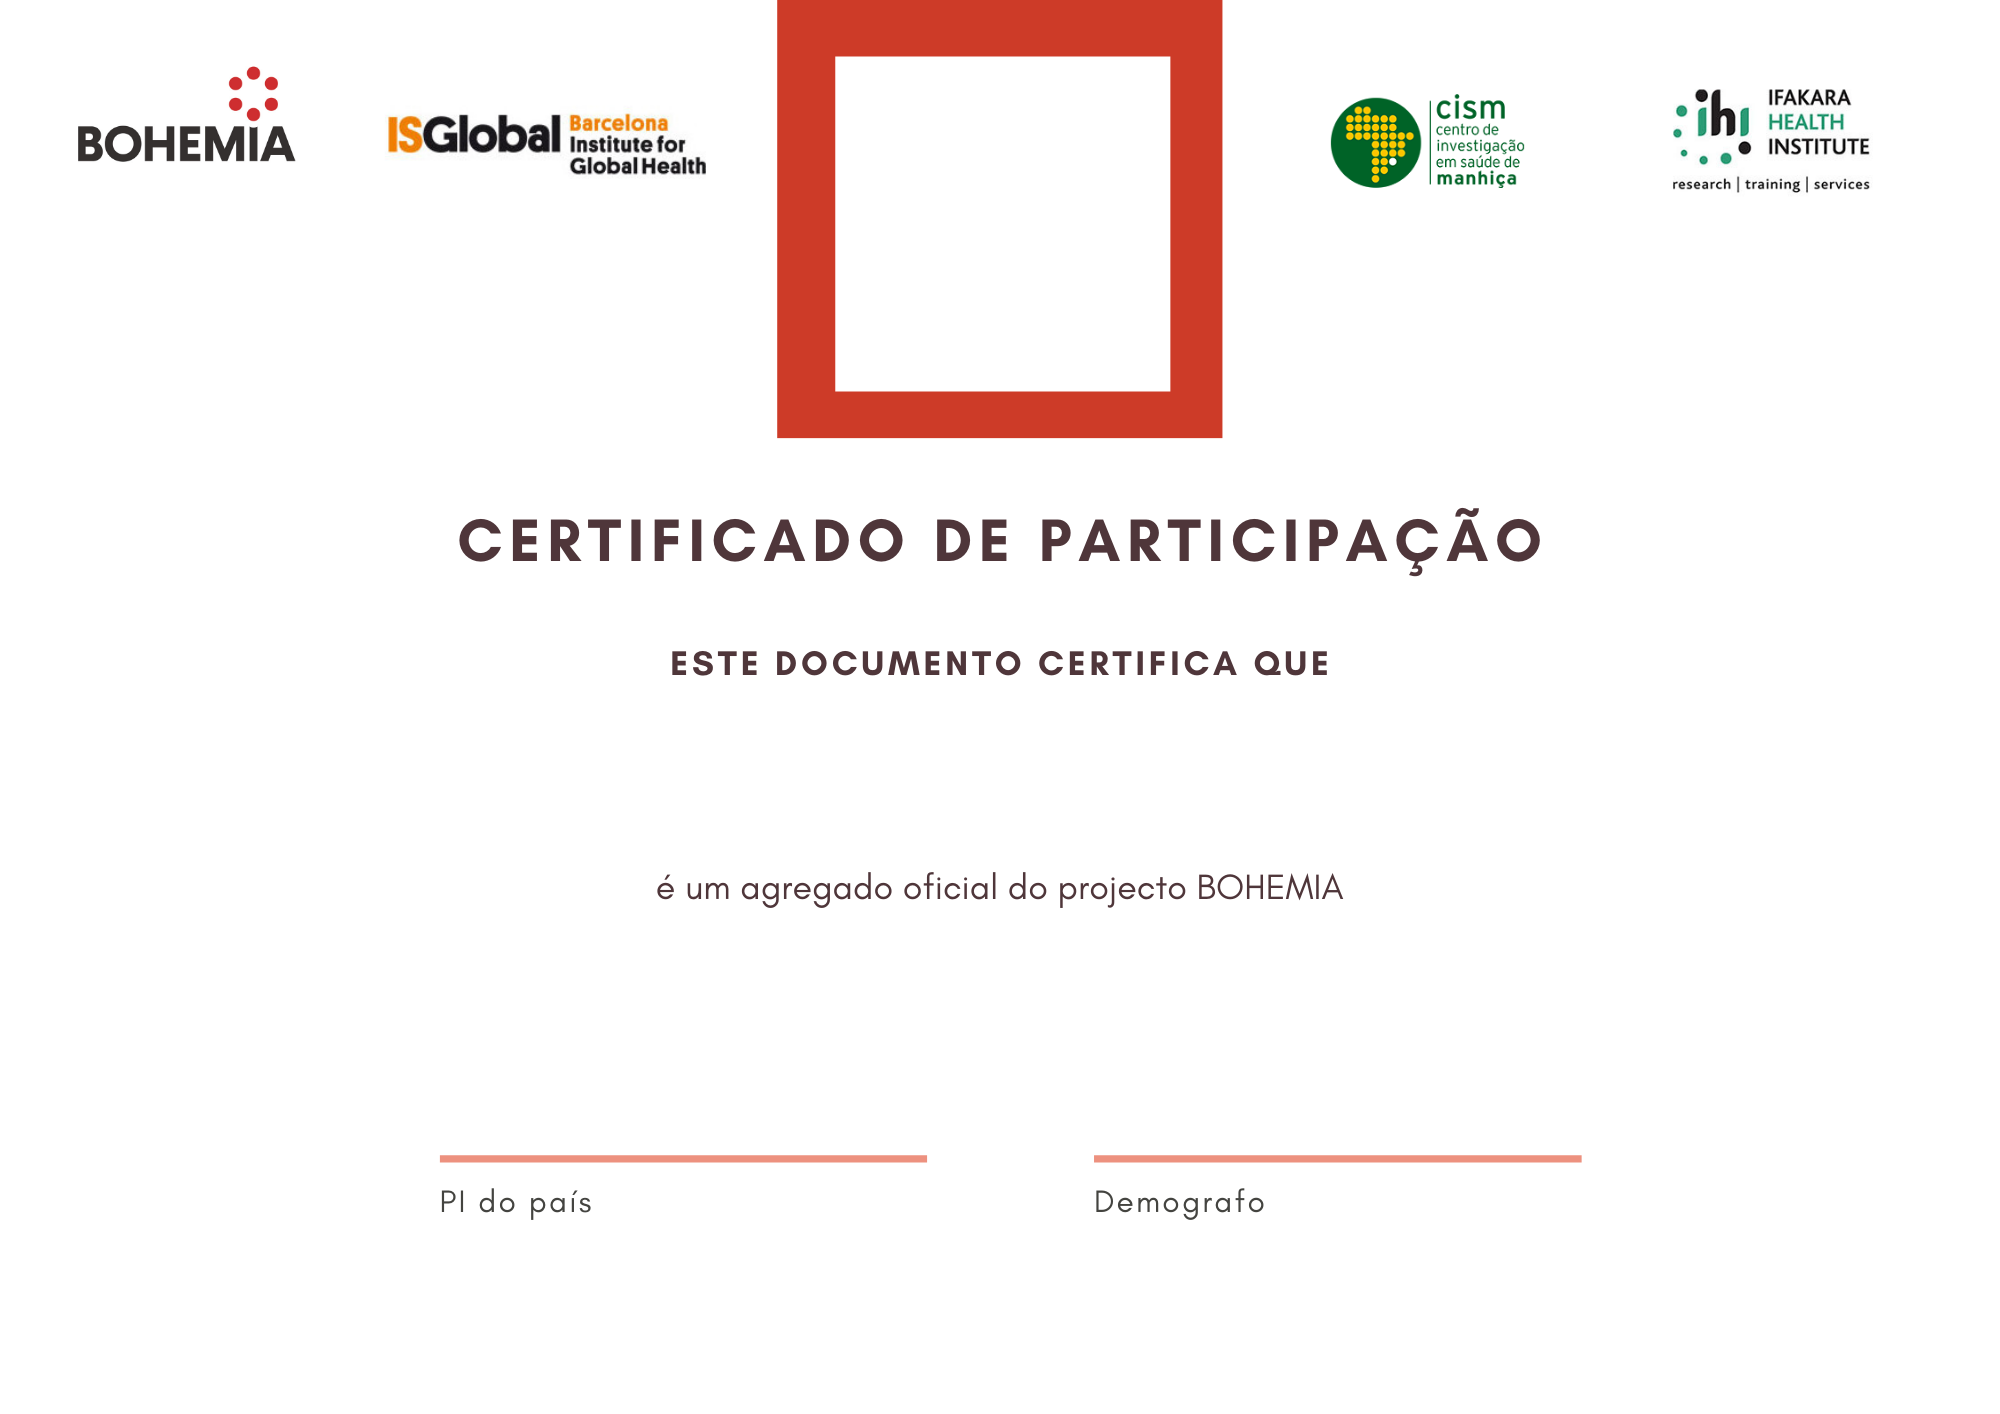 BOHEMIA
ISGlobal
Barcelona
Institute for
Global Health
cism
centro de
investigação
em saúde de
manhiça
ihi
IFAKARA
HEALTH
INSTITUTE
research | training | services
CERTIFICADO DE PARTICIPAÇÃO
ESTE DOCUMENTO CERTIFICA QUE
é um agregado oficial do projecto BOHEMIA
PI do país
Demografo